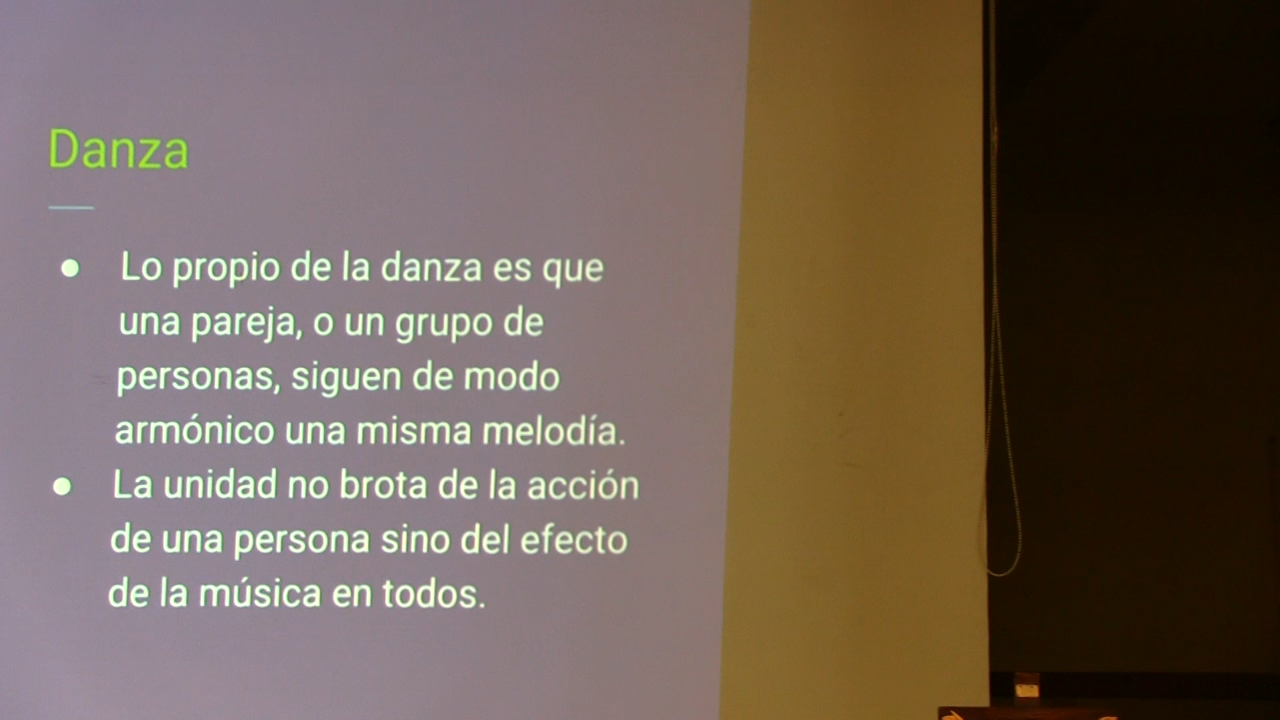 Danza
● Lo propio de la danza es que
una pareja, o un grupo de
personas, siguen de modo
armónico una misma melodía.
● La unidad no brota de la acción
de una persona sino del efecto
de la música en todos.